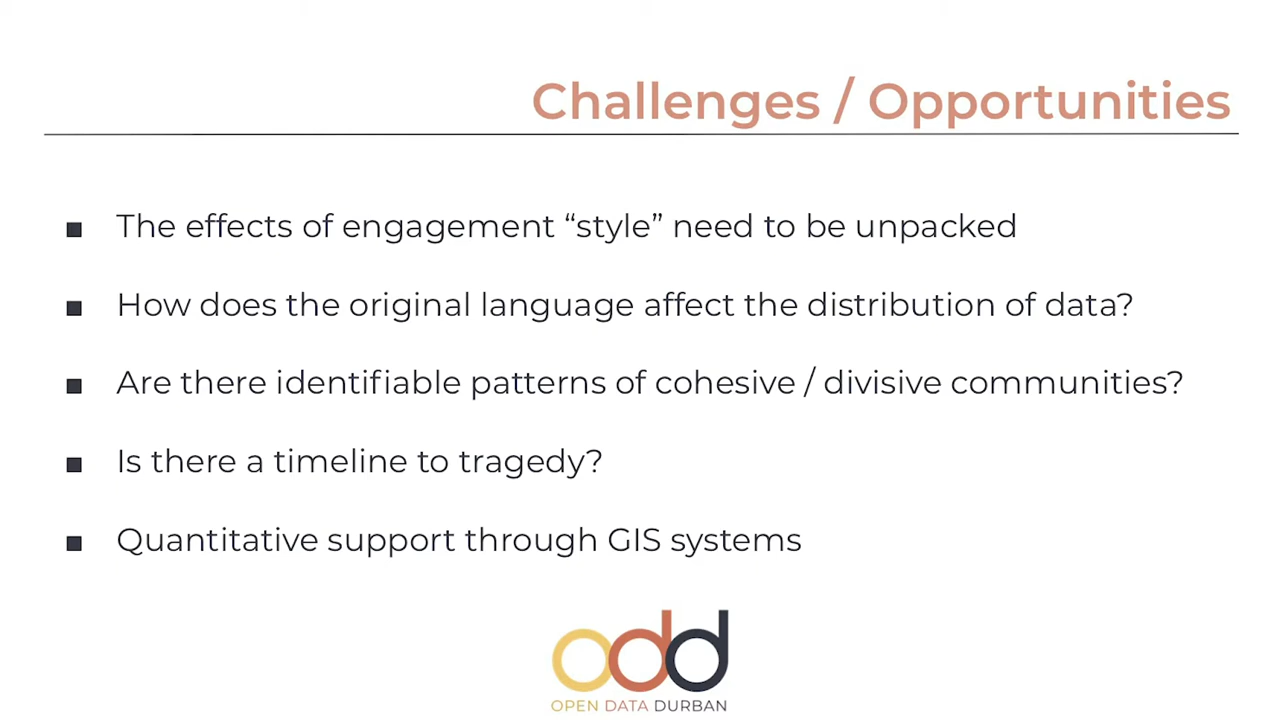 Challenges / Opportunities
■ The effects of engagement “style” need to be unpacked
■ How does the original language affect the distribution of data?
■ Are there identifiable patterns of cohesive / divisive communities?
■ Is there a timeline to tragedy?
■ Quantitative support through GIS systems
odd
OPEN DATA DURBAN